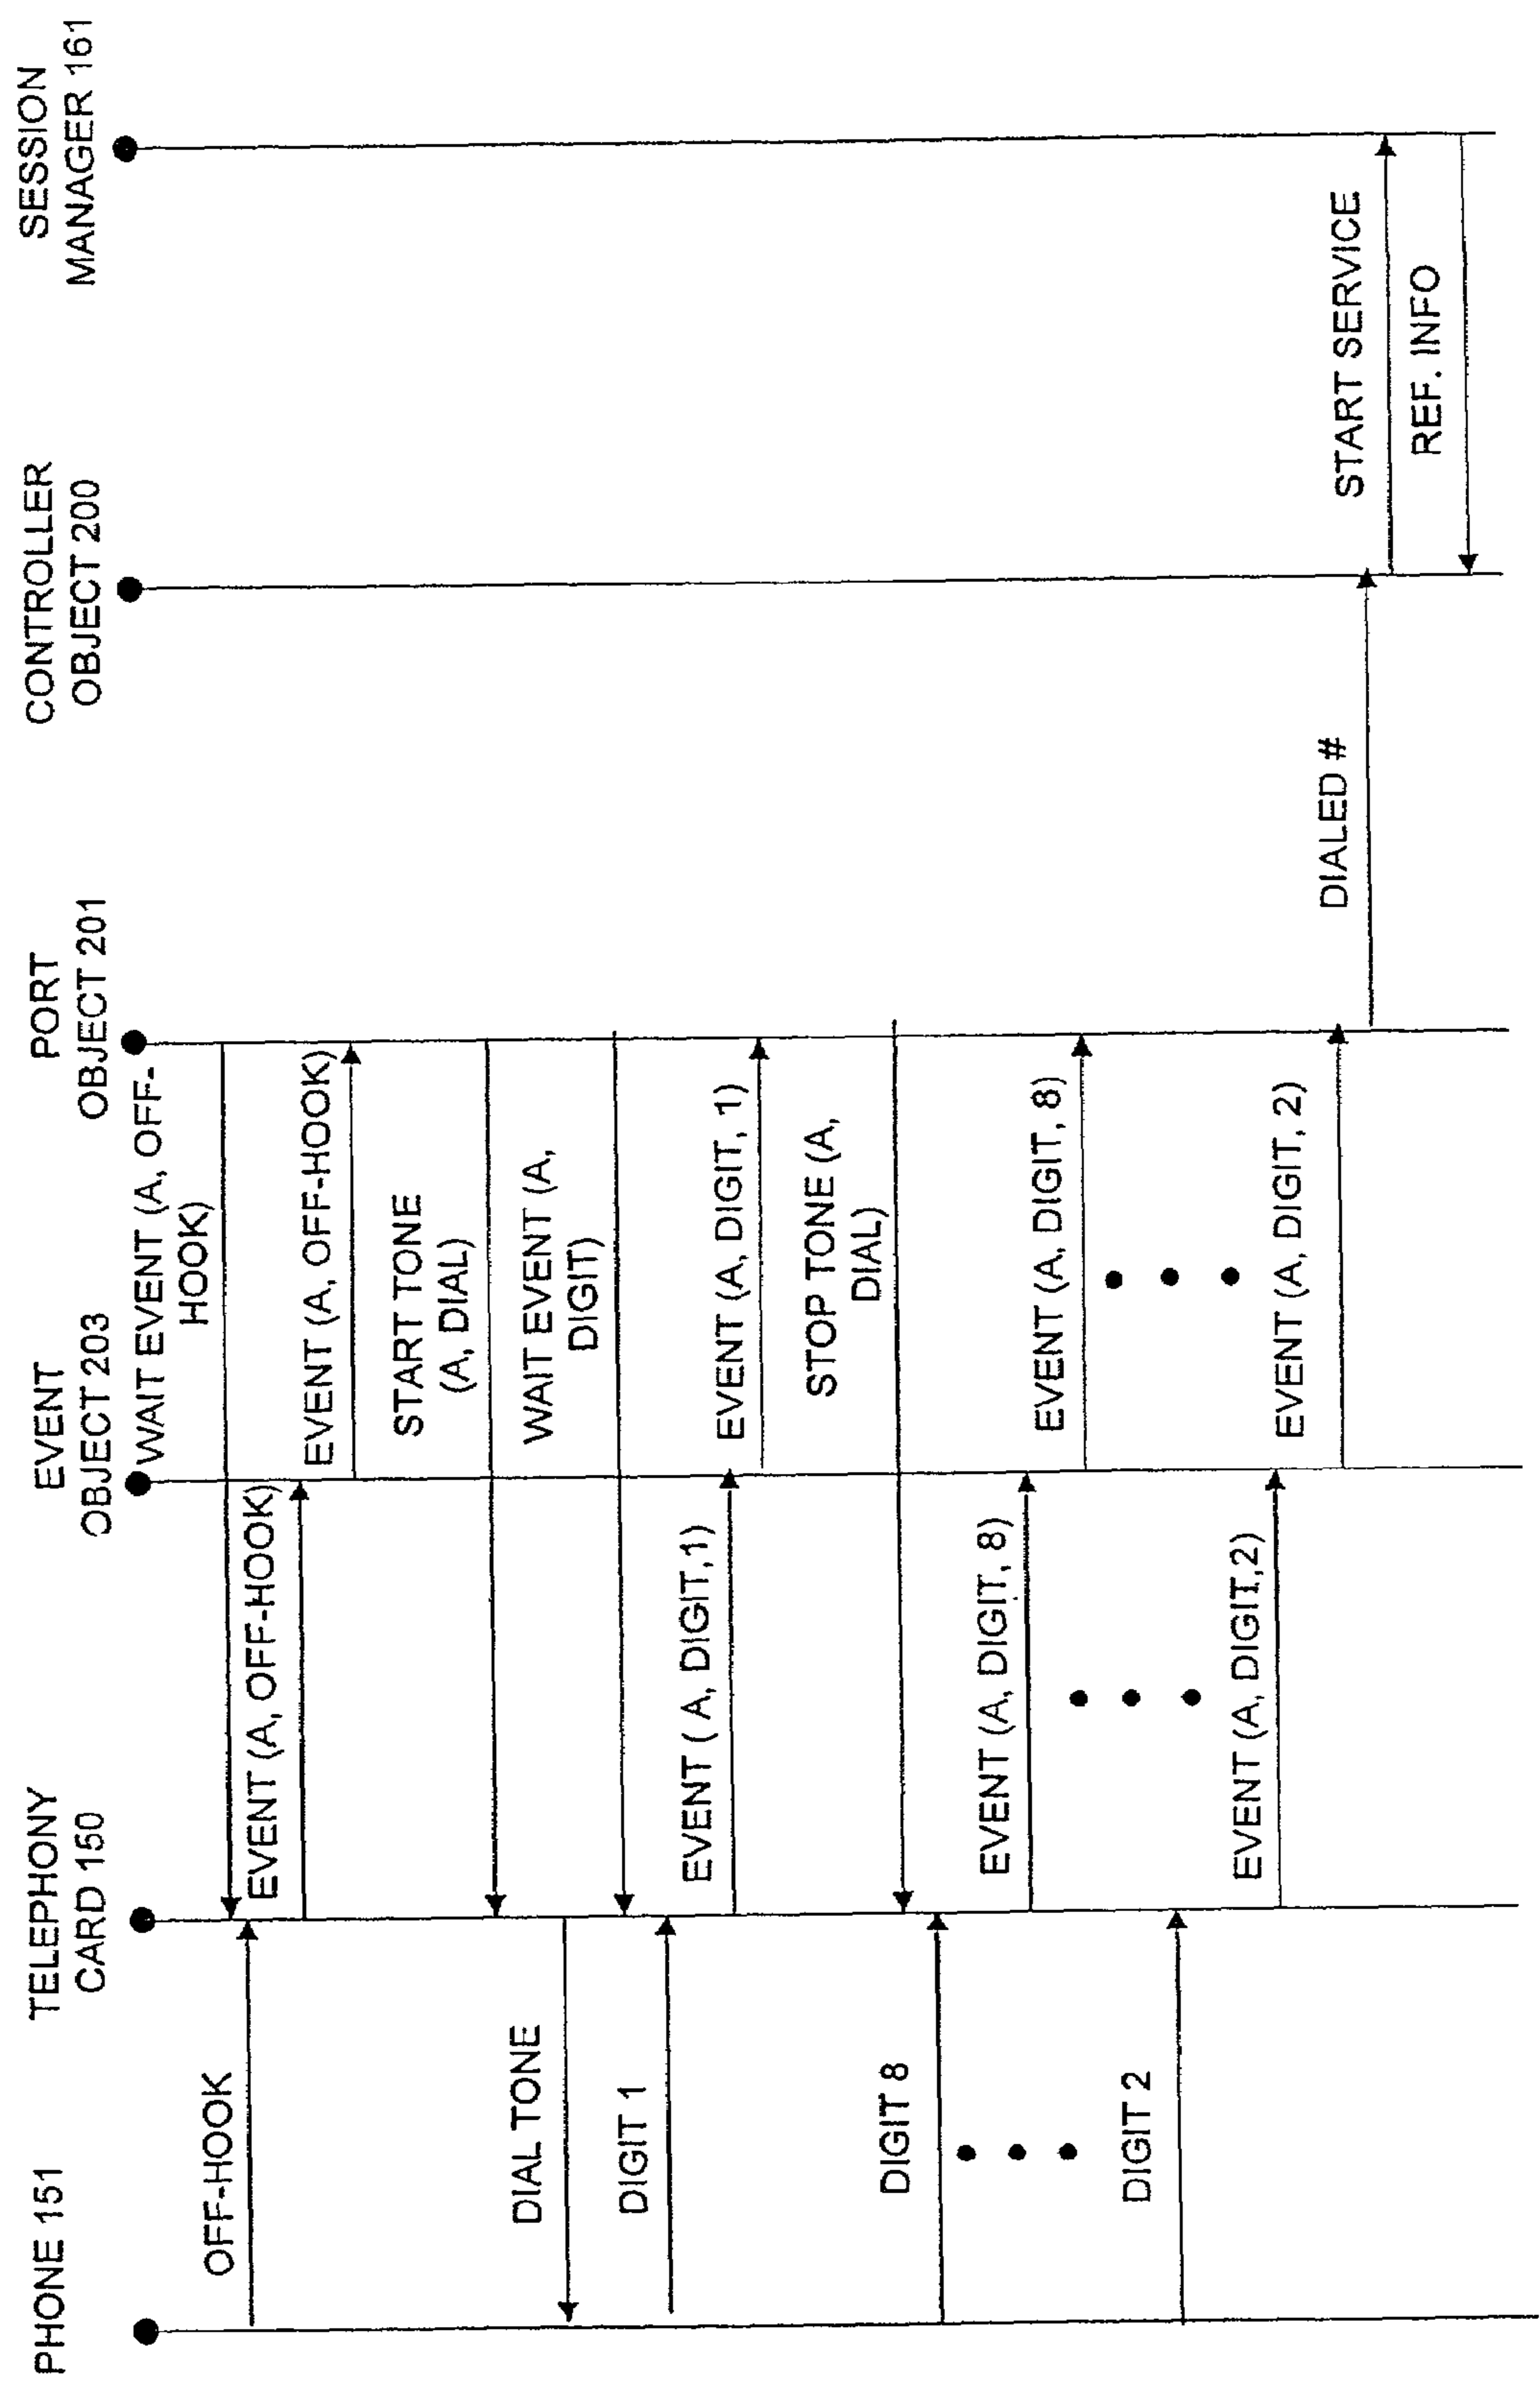 PHONE 151
TELEPHONY
CARD 150
EVENT
OBJECT 203
PORT
OBJECT 201
CONTROLLER
OBJECT 200
SESSION
MANAGER 161
WAIT EVENT (A, OFF-
HOOK)
OFF-HOOK
EVENT (A, OFF-HOOK)
EVENT (A, OFF-HOOK)
START TONE
(A, DIAL)
DIAL TONE
WAIT EVENT (A,
DIGIT)
DIGIT 1
EVENT ( A, DIGIT,1)
EVENT (A, DIGIT, 1)
STOP TONE (A,
DIAL)
DIGIT 8
EVENT (A, DIGIT, 8)
EVENT (A, DIGIT, 8)
DIGIT 2
EVENT (A, DIGIT,2)
EVENT (A, DIGIT, 2)
DIALED #
START SERVICE
REF. INFO